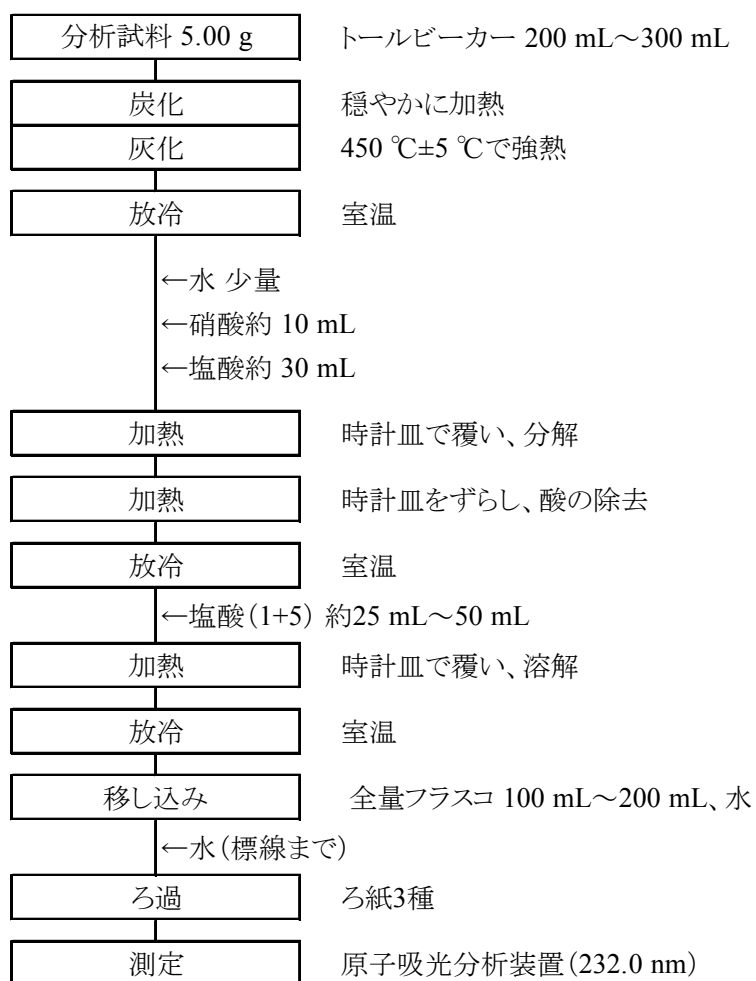 分析試料 5.00 g トールビーカー 200 mL～300 mL
炭化 穏やかに加熱
灰化 450 ℃±5 ℃で強熱
放冷 室温
←水 少量
←硝酸約 10 mL
←塩酸約 30 mL
加熱 時計皿で覆い、分解
加熱 時計皿をずらし、酸の除去
放冷 室温
←塩酸（1+5） 約25 mL～50 mL
加熱 時計皿で覆い、溶解
放冷 室温
移し込み 全量フラスコ 100 mL～200 mL、水
←水（標線まで）
ろ過 ろ紙3種
測定 原子吸光分析装置（232.0 nm）